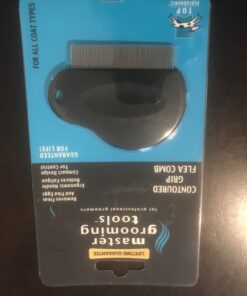 LIFETIME GUARANTEE
master
grooming
tools
for professional groomers
CONTOURED
GRIP
FLEA COMB
Removes Fleas
And Flea Eggs
Ergonomic Handle
Reduces Fatigue
Compact Design
For Control
GUARANTEED
FOR LIFE!
FOR ALL COAT TYPES
TOP
PERFORMANCE